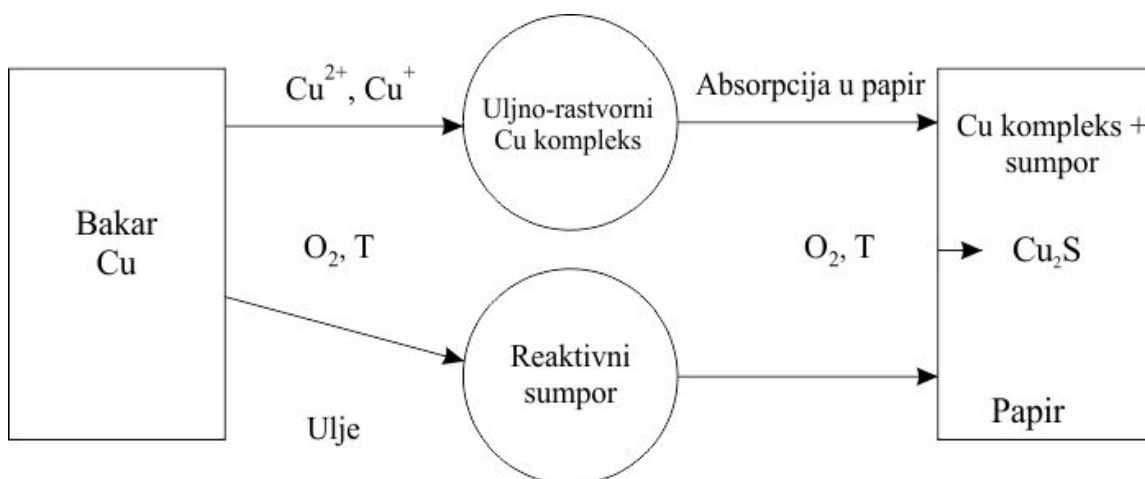 Bakar
Cu
Cu²⁺, Cu⁺
O₂, T
Ulje
Uljno-rastvorni
Cu kompleks
Reaktivni
sumpor
Absorpcija u papir
O₂, T
Cu kompleks +
sumpor
Cu₂S
Papir